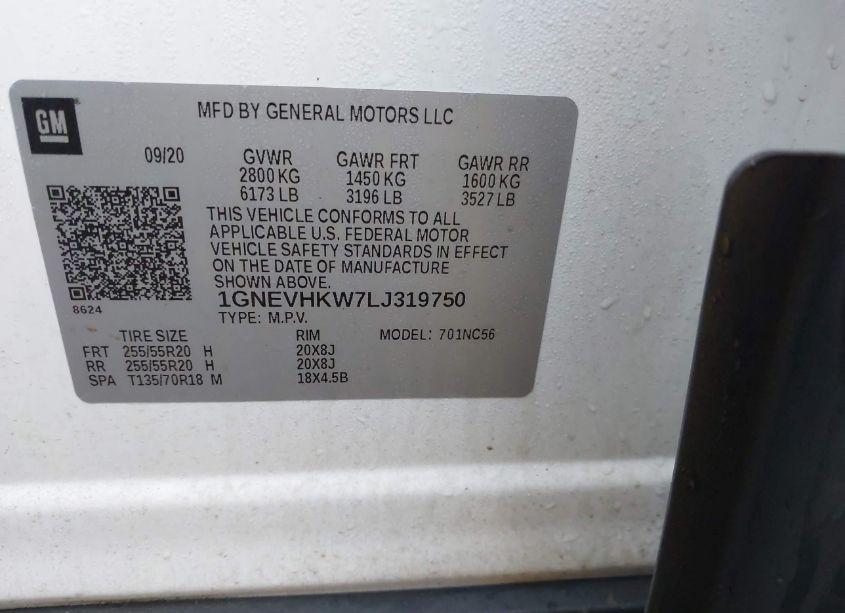 GM
MFD BY GENERAL MOTORS LLC
09/20 GVWR GAWR FRT GAWR RR
2800 KG 1450 KG 1600 KG
6173 LB 3196 LB 3527 LB
THIS VEHICLE CONFORMS TO ALL
APPLICABLE U.S. FEDERAL MOTOR
VEHICLE SAFETY STANDARDS IN EFFECT
ON THE DATE OF MANUFACTURE
SHOWN ABOVE.
8624
1GNEVHKW7LJ319750
TYPE: M.P.V.
TIRE SIZE RIM MODEL: 701NC56
FRT 255/55R20 H 20X8J
RR 255/55R20 H 20X8J
SPA T135/70R18 M 18X4.5B